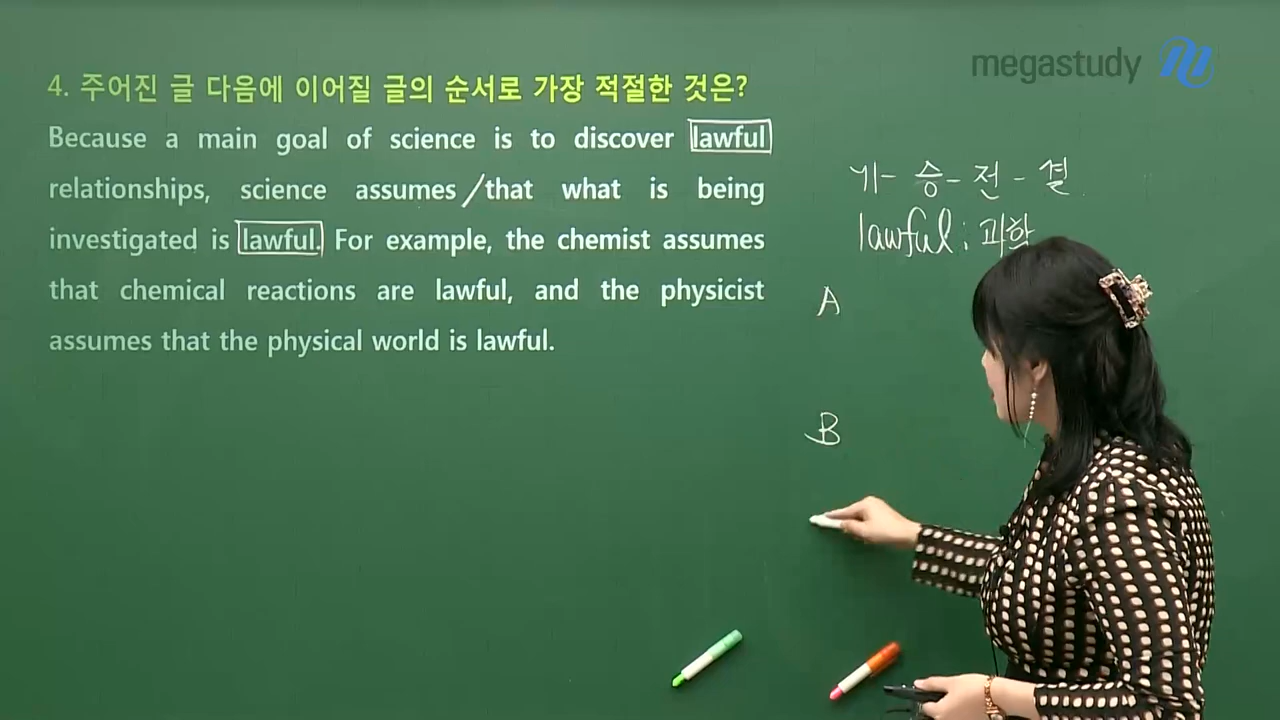 megastudy
4. 주어진 글 다음에 이어질 글의 순서로 가장 적절한 것은?
Because a main goal of science is to discover lawful
relationships, science assumes / that what is being
investigated is lawful. For example, the chemist assumes
that chemical reactions are lawful, and the physicist
assumes that the physical world is lawful.
기- 승- 전 - 결
lawful : 과학
A
B